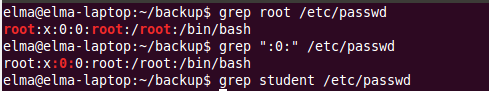 elma@elma-laptop:~/backup$ grep root /etc/passwd
root:x:0:0:root:/root:/bin/bash
elma@elma-laptop:~/backup$ grep ":0:" /etc/passwd
root:x:0:0:root:/root:/bin/bash
elma@elma-laptop:~/backup$ grep student /etc/passwd